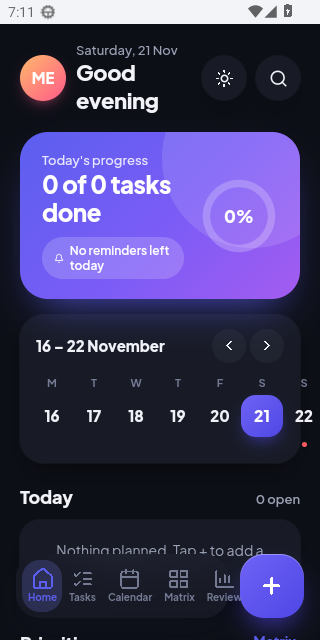 7:11
Saturday, 21 Nov
ME
Good
evening
Today's progress
0 of 0 tasks
done
0%
No reminders left
today
16 – 22 November
M T W T F S S
16 17 18 19 20 21 22
Today
0 open
Nothing planned. Tap + to add a
Home Tasks Calendar Matrix Review
+